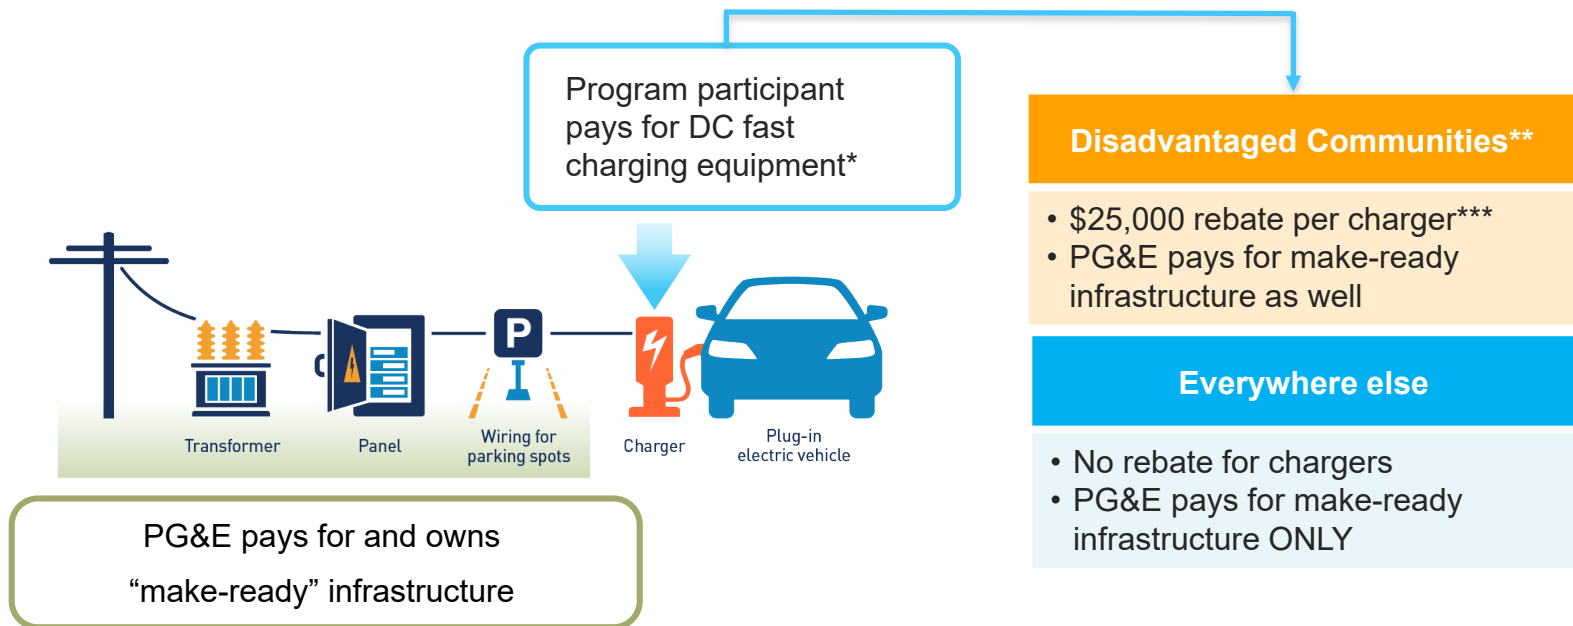 Program participant
pays for DC fast
charging equipment*
Disadvantaged Communities**
• $25,000 rebate per charger***
• PG&E pays for make-ready
infrastructure as well
Everywhere else
• No rebate for chargers
• PG&E pays for make-ready
infrastructure ONLY
P
Transformer
Panel
Wiring for
parking spots
Charger
Plug-in
electric vehicle
PG&E pays for and owns
“make-ready” infrastructure